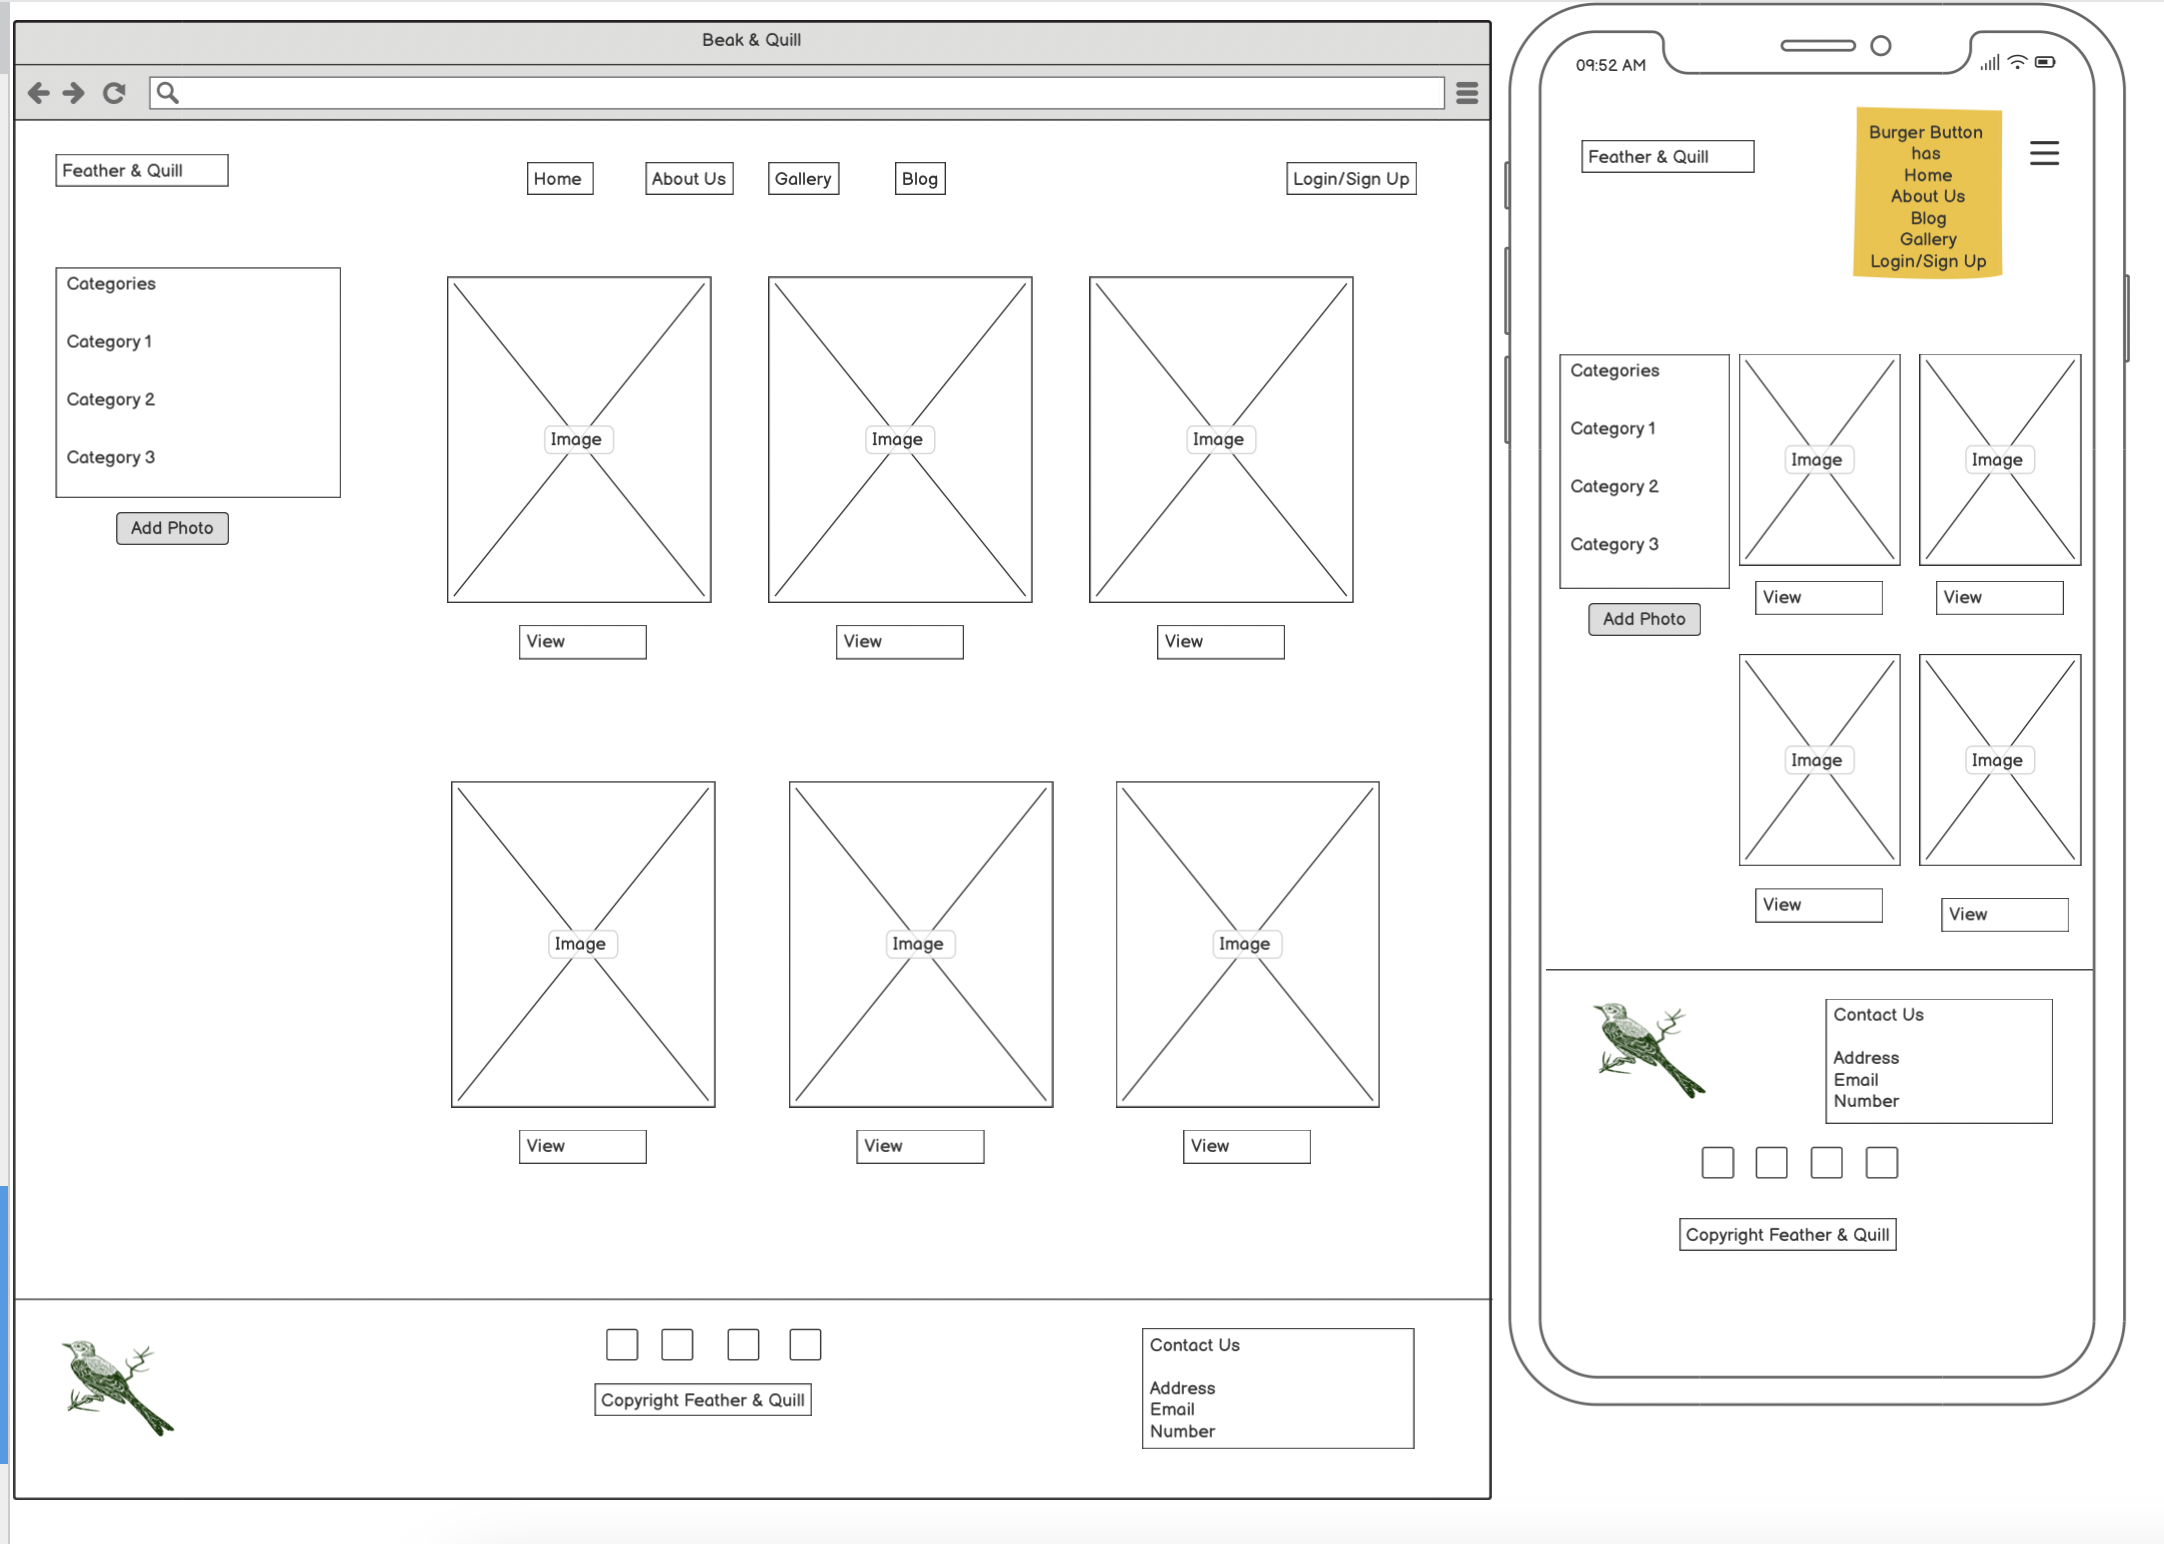 Beak & Quill
Feather & Quill
Home
About Us
Gallery
Blog
Login/Sign Up
Categories
Category 1
Category 2
Category 3
Add Photo
Image
Image
Image
View
View
View
Image
Image
Image
View
View
View
Copyright Feather & Quill
Contact Us
Address
Email
Number
09:52 AM
Feather & Quill
Burger Button
has
Home
About Us
Blog
Gallery
Login/Sign Up
Categories
Category 1
Category 2
Category 3
Add Photo
Image
Image
View
View
Image
Image
View
View
Contact Us
Address
Email
Number
Copyright Feather & Quill